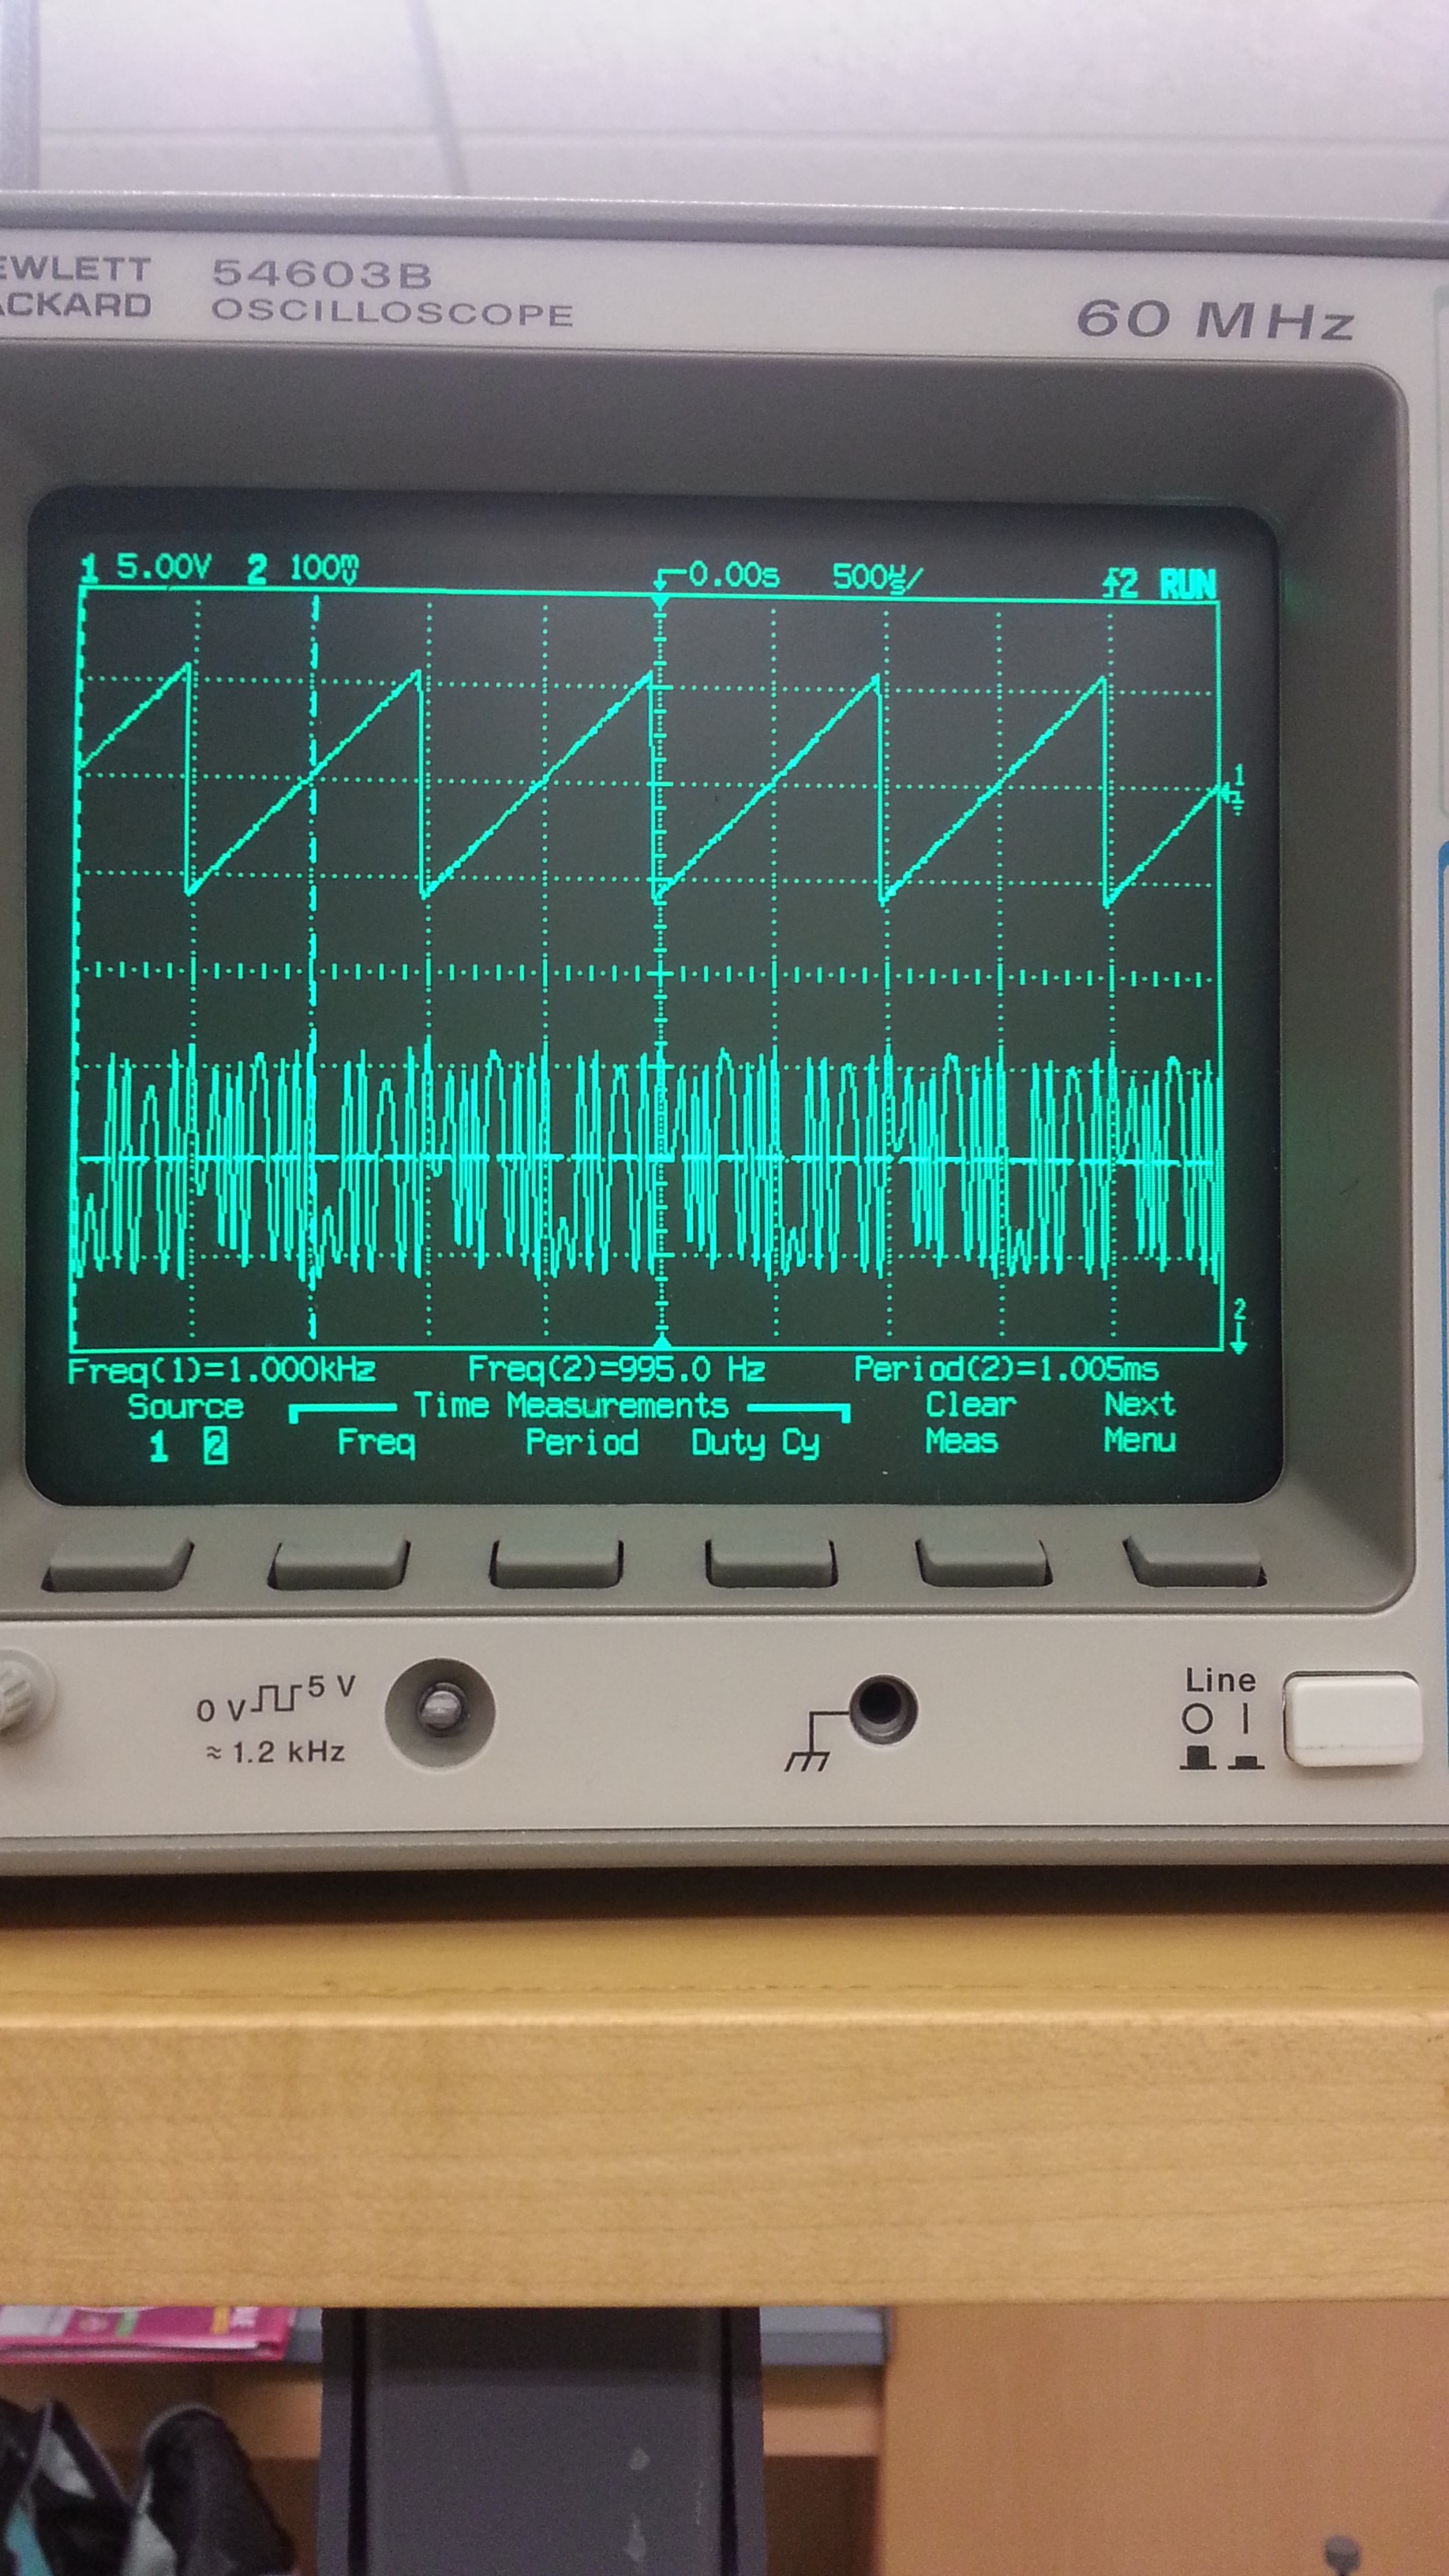 EWLETT 54603B
ACKARD OSCILLOSCOPE 60 MHz
1 5.00V 2 100mV 0.00s 500µs/ 2 RUN
1
2
Freq(1)=1.000kHz Freq(2)=995.0 Hz Period(2)=1.005ms
Source Time Measurements Clear Next
1 2 Freq Period Duty Cy Meas Menu
0 V 5 V
≈ 1.2 kHz
Line